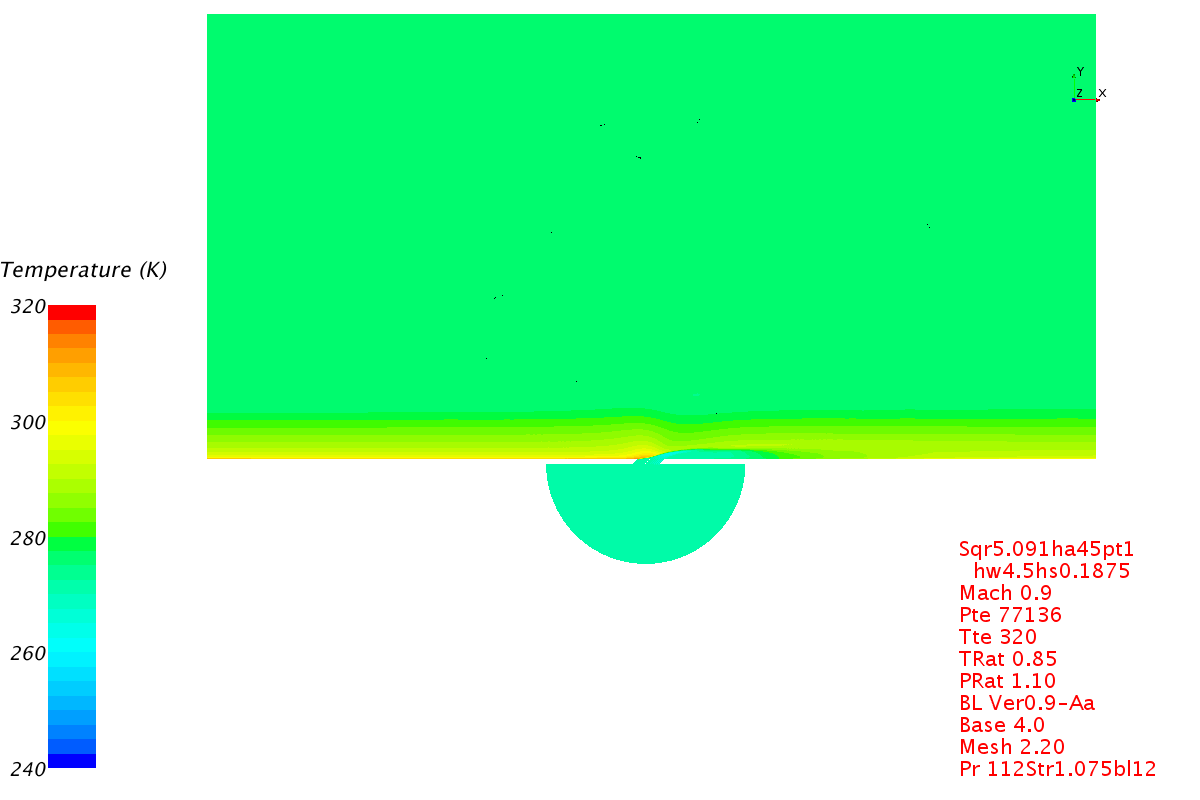 Y
Z X
Temperature (K)
320
300
280
260
240
Sqr5.091ha45pt1
hw4.5hs0.1875
Mach 0.9
Pte 77136
Tte 320
TRat 0.85
PRat 1.10
BL Ver0.9-Aa
Base 4.0
Mesh 2.20
Pr 112Str1.075bl12